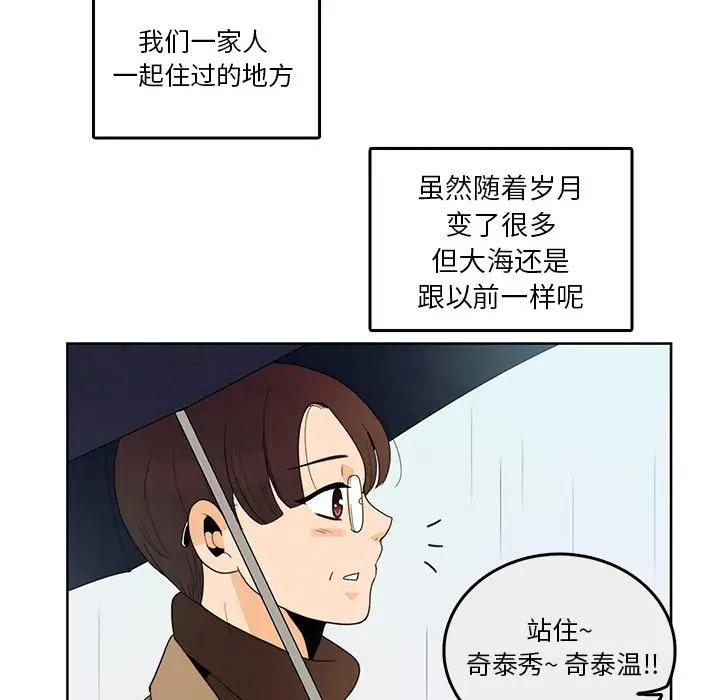 我们一家人
一起住过的地方
虽然随着岁月
变了很多
但大海还是
跟以前一样呢
站住~
奇泰秀~ 奇泰温!!